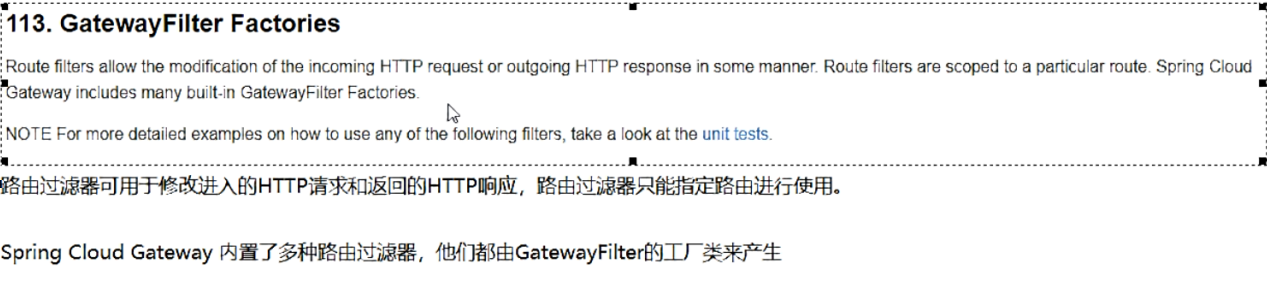 113. GatewayFilter Factories
Route filters allow the modification of the incoming HTTP request or outgoing HTTP response in some manner. Route filters are scoped to a particular route. Spring Cloud
Gateway includes many built-in GatewayFilter Factories.
NOTE For more detailed examples on how to use any of the following filters, take a look at the unit tests.
路由过滤器可用于修改进入的HTTP请求和返回的HTTP响应，路由过滤器只能指定路由进行使用。
Spring Cloud Gateway 内置了多种路由过滤器，他们都由GatewayFilter的工厂类来产生